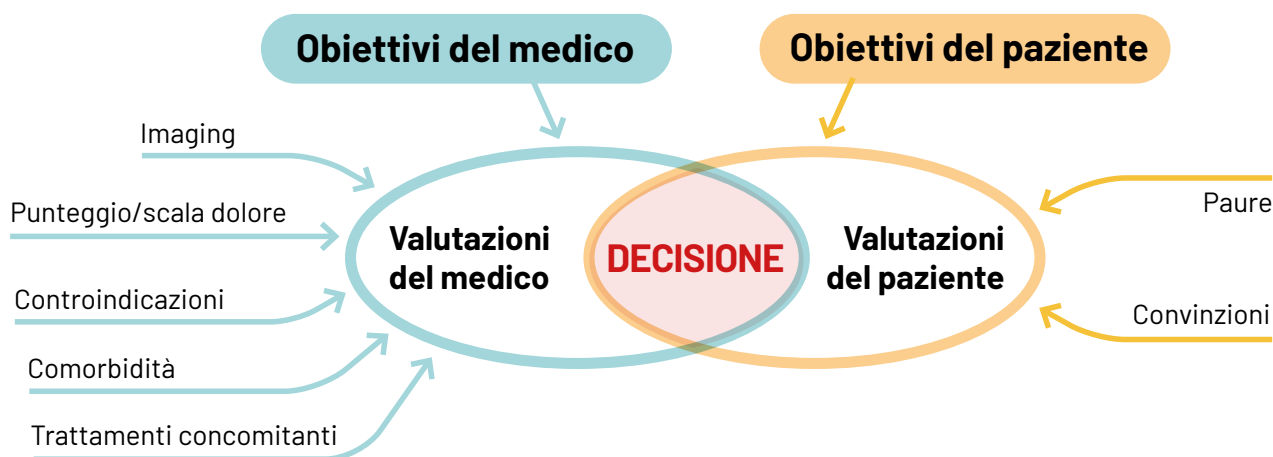 Obiettivi del medico
Obiettivi del paziente
Imaging
Punteggio/scala dolore
Controindicazioni
Comorbidità
Trattamenti concomitanti
Valutazioni
del medico
DECISIONE
Valutazioni
del paziente
Paure
Convinzioni